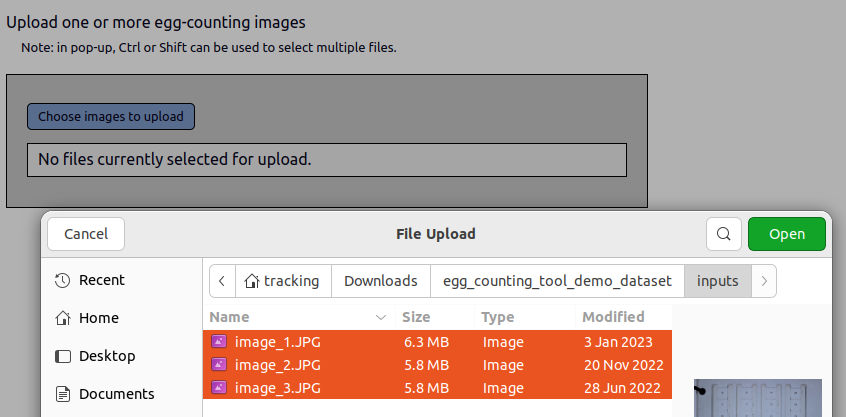 Upload one or more egg-counting images
Note: in pop-up, Ctrl or Shift can be used to select multiple files.
Choose images to upload
No files currently selected for upload.
Cancel File Upload Open
Recent tracking Downloads egg_counting_tool_demo_dataset inputs
Name Size Type Modified
Home
image_1.JPG 6.3 MB Image 3 Jan 2023
Desktop
image_2.JPG 5.8 MB Image 20 Nov 2022
image_3.JPG 5.8 MB Image 28 Jun 2022
Documents